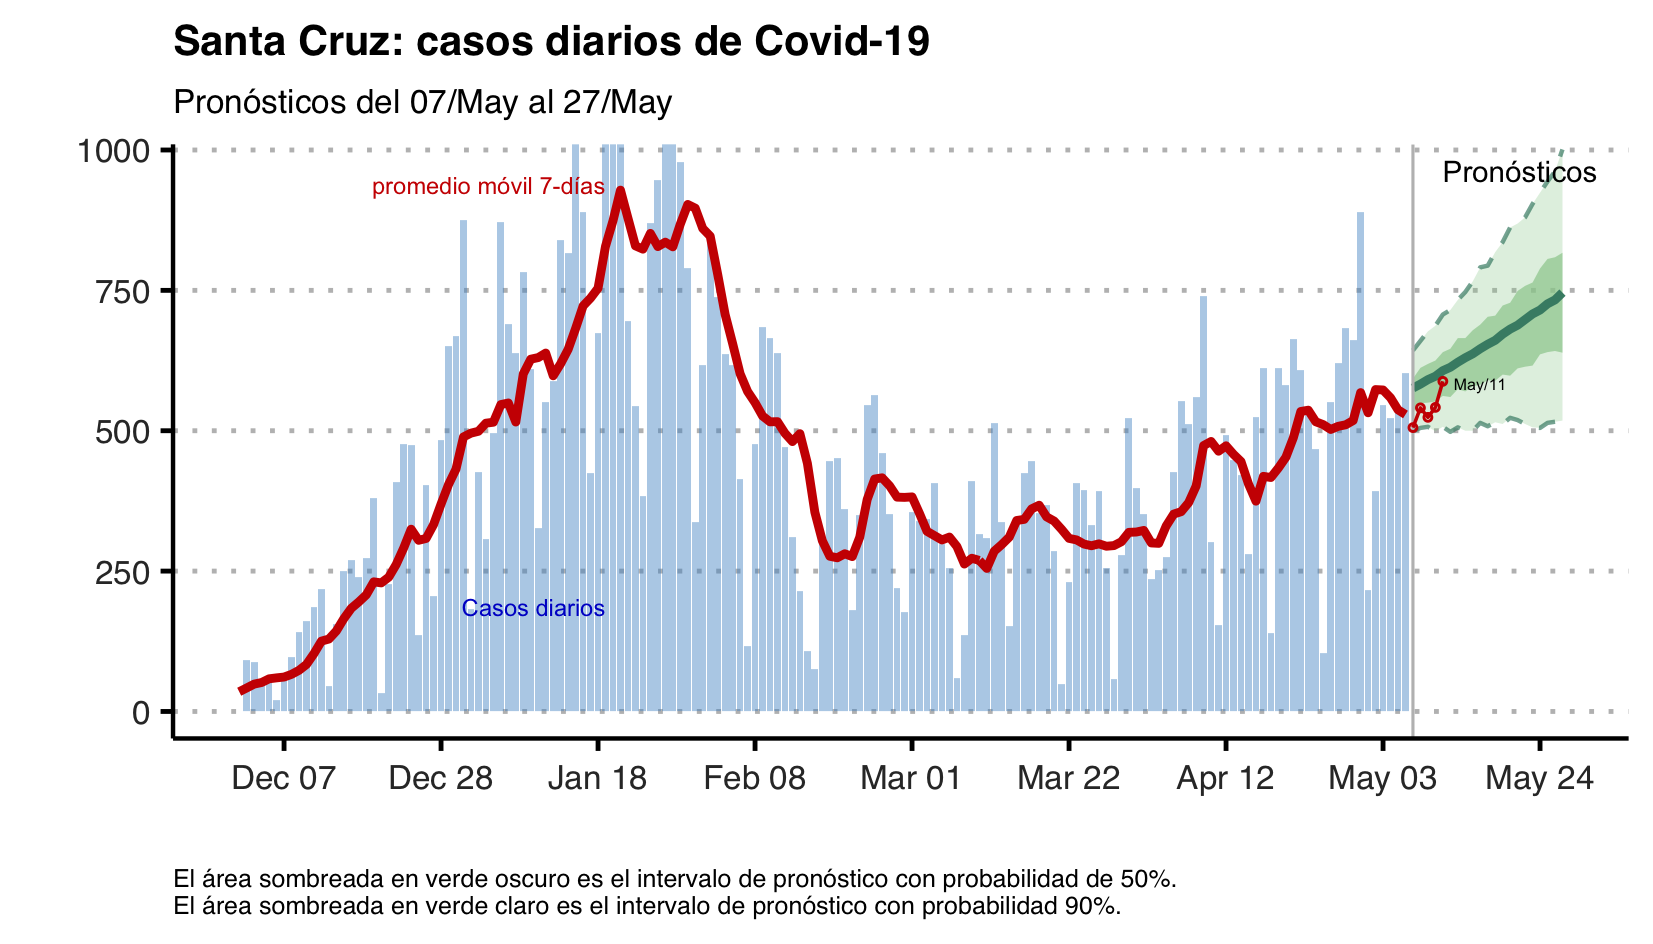 Santa Cruz: casos diarios de Covid-19
Pronósticos del 07/May al 27/May
1000
750
500
250
0
promedio móvil 7-días
Casos diarios
Pronósticos
May/11
Dec 07
Dec 28
Jan 18
Feb 08
Mar 01
Mar 22
Apr 12
May 03
May 24
El área sombreada en verde oscuro es el intervalo de pronóstico con probabilidad de 50%.
El área sombreada en verde claro es el intervalo de pronóstico con probabilidad 90%.